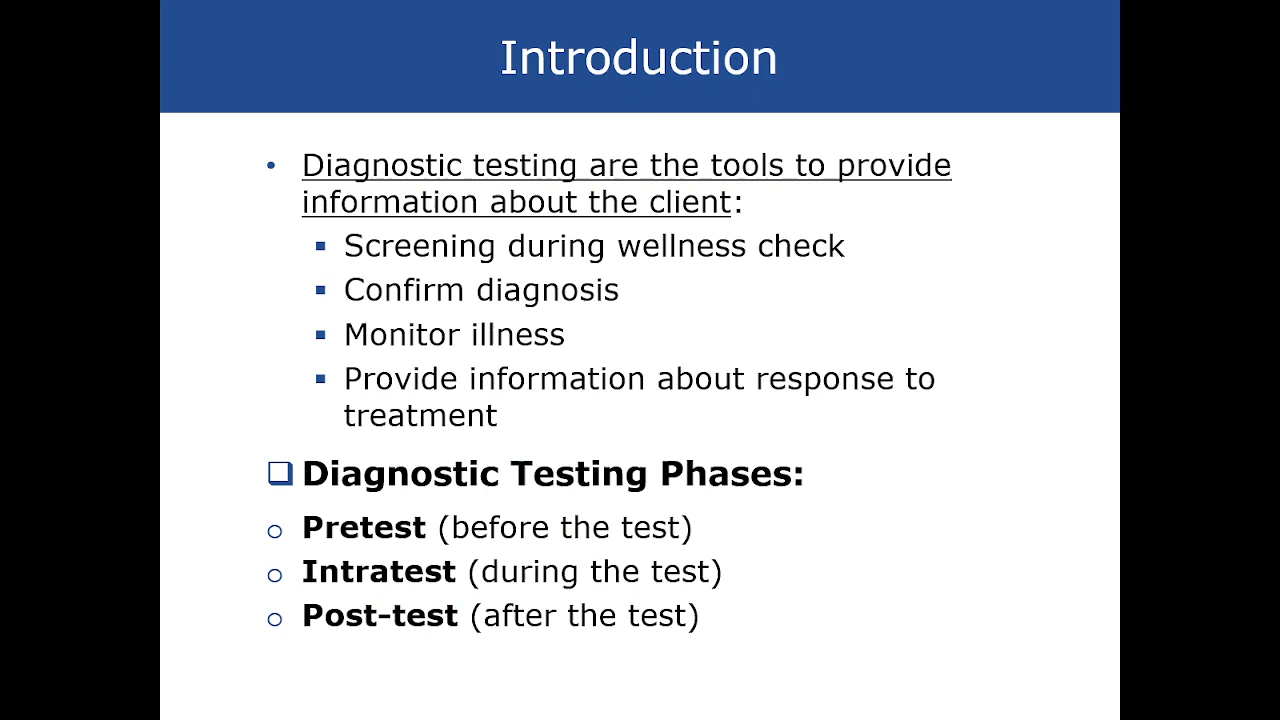 Introduction
• Diagnostic testing are the tools to provide
information about the client:
▪ Screening during wellness check
▪ Confirm diagnosis
▪ Monitor illness
▪ Provide information about response to
treatment
❑ Diagnostic Testing Phases:
o Pretest (before the test)
o Intratest (during the test)
o Post-test (after the test)